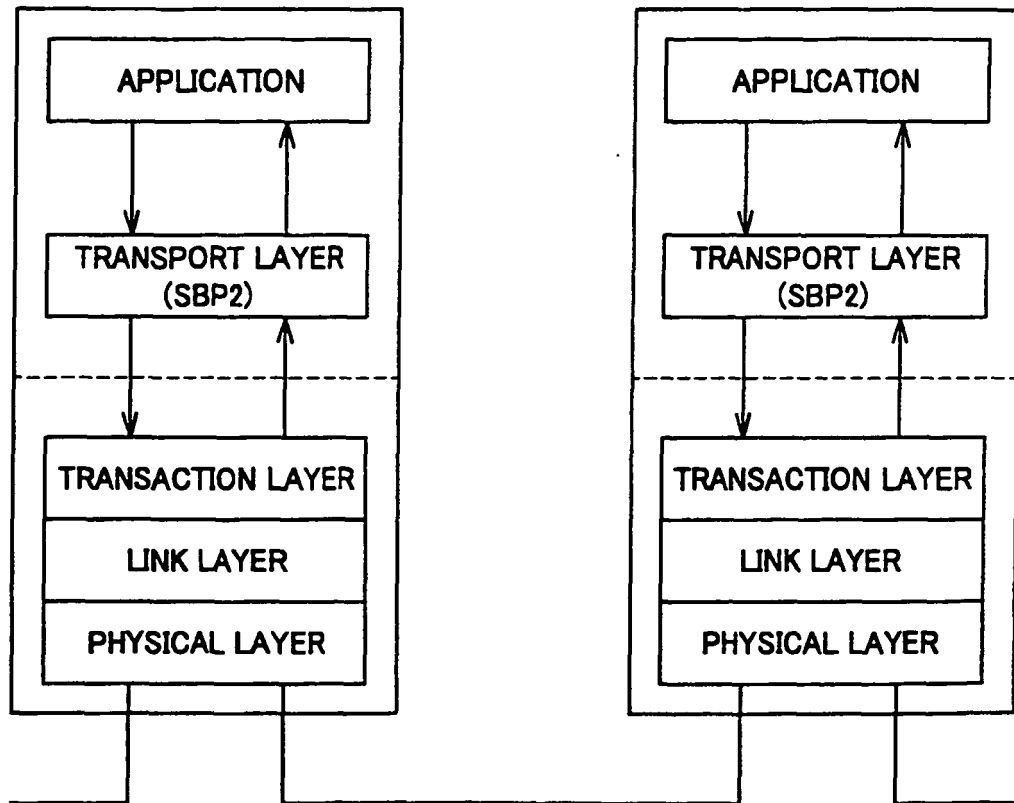 APPLICATION
TRANSPORT LAYER
(SBP2)
TRANSACTION LAYER
LINK LAYER
PHYSICAL LAYER
APPLICATION
TRANSPORT LAYER
(SBP2)
TRANSACTION LAYER
LINK LAYER
PHYSICAL LAYER